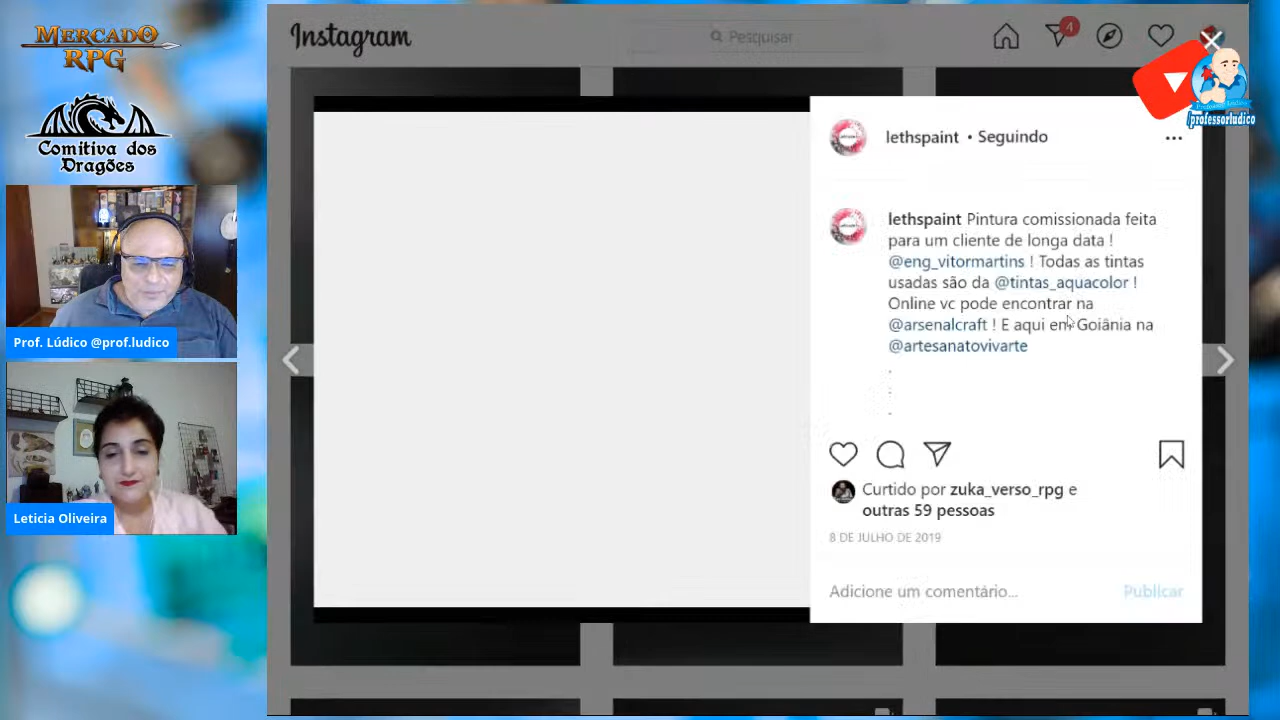 MERCADO
RPG
Comitiva dos
Dragões
Prof. Lúdico @prof.ludico
Leticia Oliveira
Instagram
Pesquisar
4
Professor Lúdico
/professorludico
lethspaint • Seguindo
...
lethspaint Pintura comissionada feita
para um cliente de longa data !
@eng_vitormartins ! Todas as tintas
usadas são da @tintas_aquacolor !
Online vc pode encontrar na
@arsenalcraft ! E aqui em Goiânia na
@artesanatovivarte
.
.
.
Curtido por zuka_verso_rpg e
outras 59 pessoas
8 DE JULHO DE 2019
Adicione um comentário...
Publicar